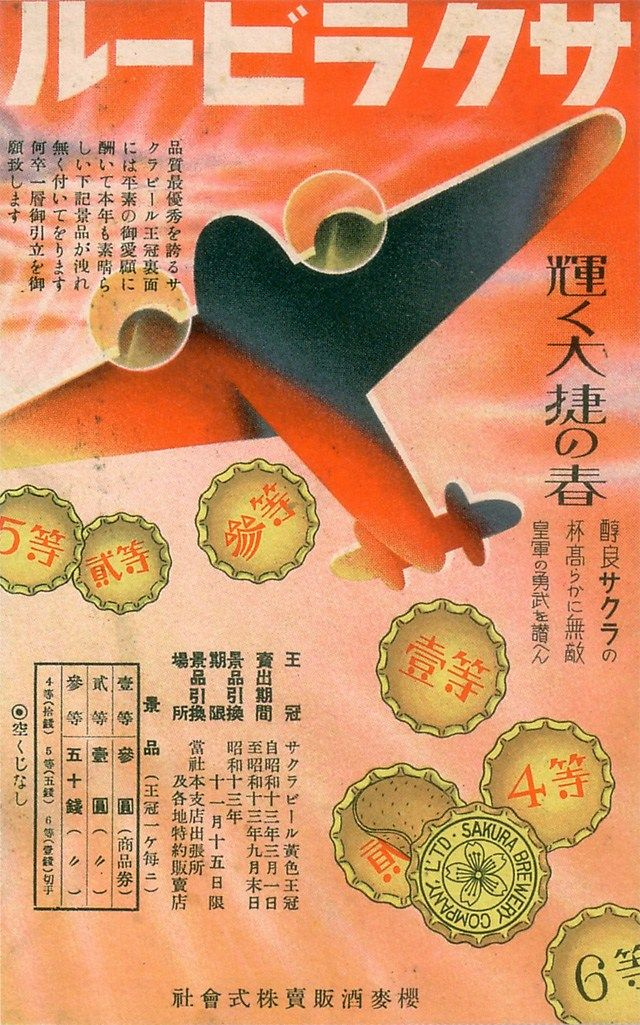 サクラビール
輝く大捷の春
醇良サクラの
杯髙らかに無敵
皇軍の勇武を讃へん
品質最優秀を誇るサ
クラビール王冠裏面
には平素の御愛顧に
酬いて本年も素晴ら
しい下記景品が洩れ
無く付いてをります
何卒一層御引立を御
願致します
5等
貳等
參等
壹等
4等
貳
SAKURA BREWERY COMPANY L'TD
6等
王冠 サクラビール黃色王冠
賣出期間 自昭和十三年三月一日
至昭和十三年九月末日
景品引換期限 昭和十三年十一月十五日限
景品引換場所 當社本支店出張所
及各地特約販賣店
景品(王冠一ケ每ニ)
壹等 參圓(商品券)
貳等 壹圓(〃)
參等 五十錢(〃)
4等(拾錢) 5等(五錢) 6等(壹錢)切手
◉空くじなし
櫻麥酒販賣株式會社